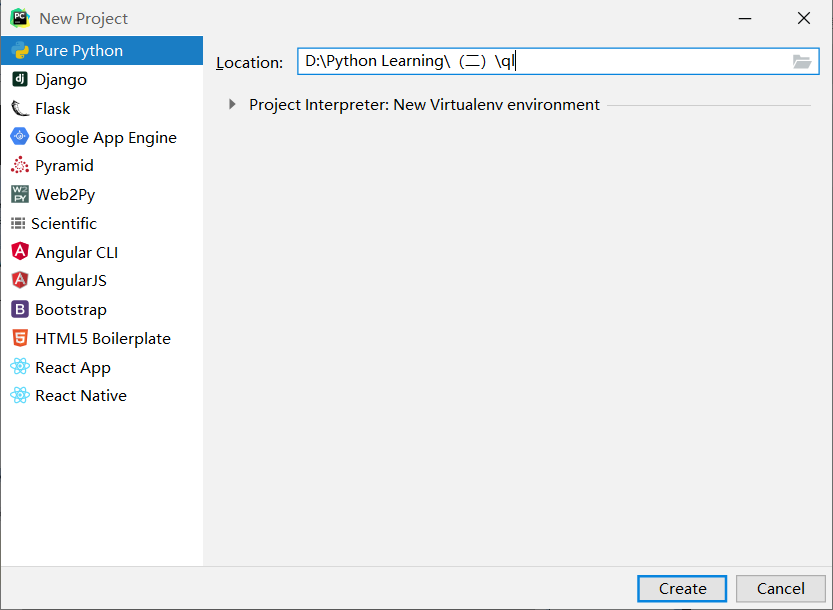 New Project
Pure Python
Django
Flask
Google App Engine
Pyramid
Web2Py
Scientific
Angular CLI
AngularJS
Bootstrap
HTML5 Boilerplate
React App
React Native
Location: D:\Python Learning\（二）\ql
Project Interpreter: New Virtualenv environment
Create Cancel